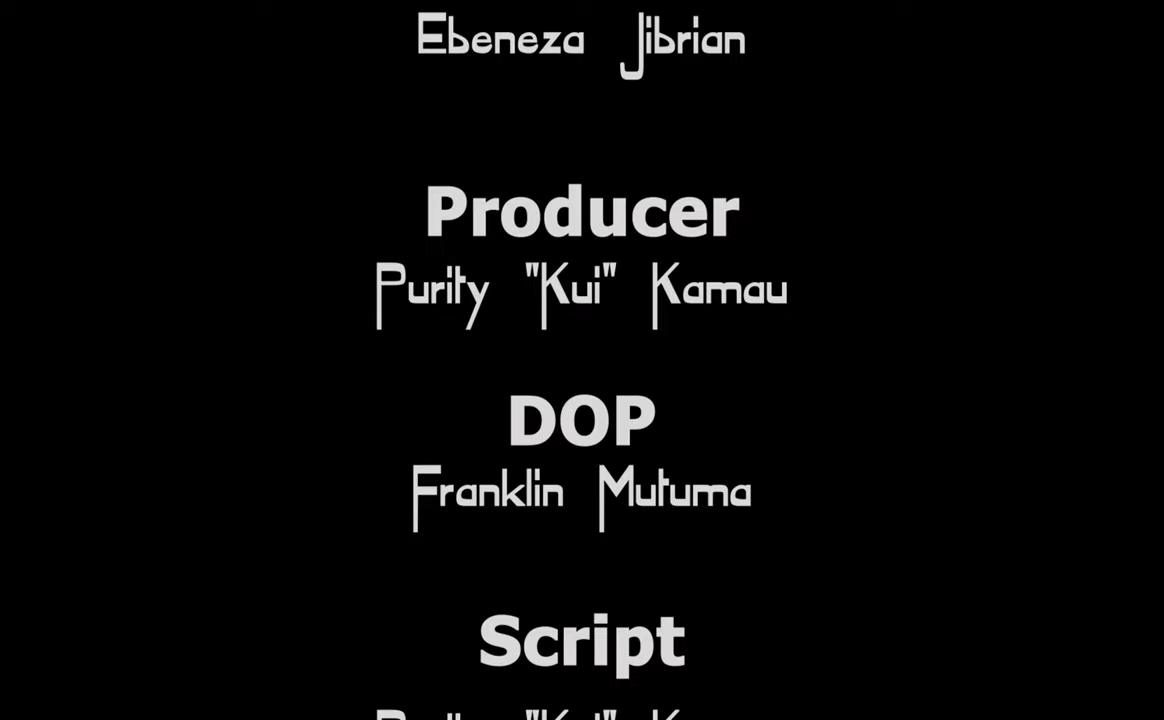 Ebeneza Jibrian
Producer
Purity "Kui" Kamau
DOP
Franklin Mutuma
Script